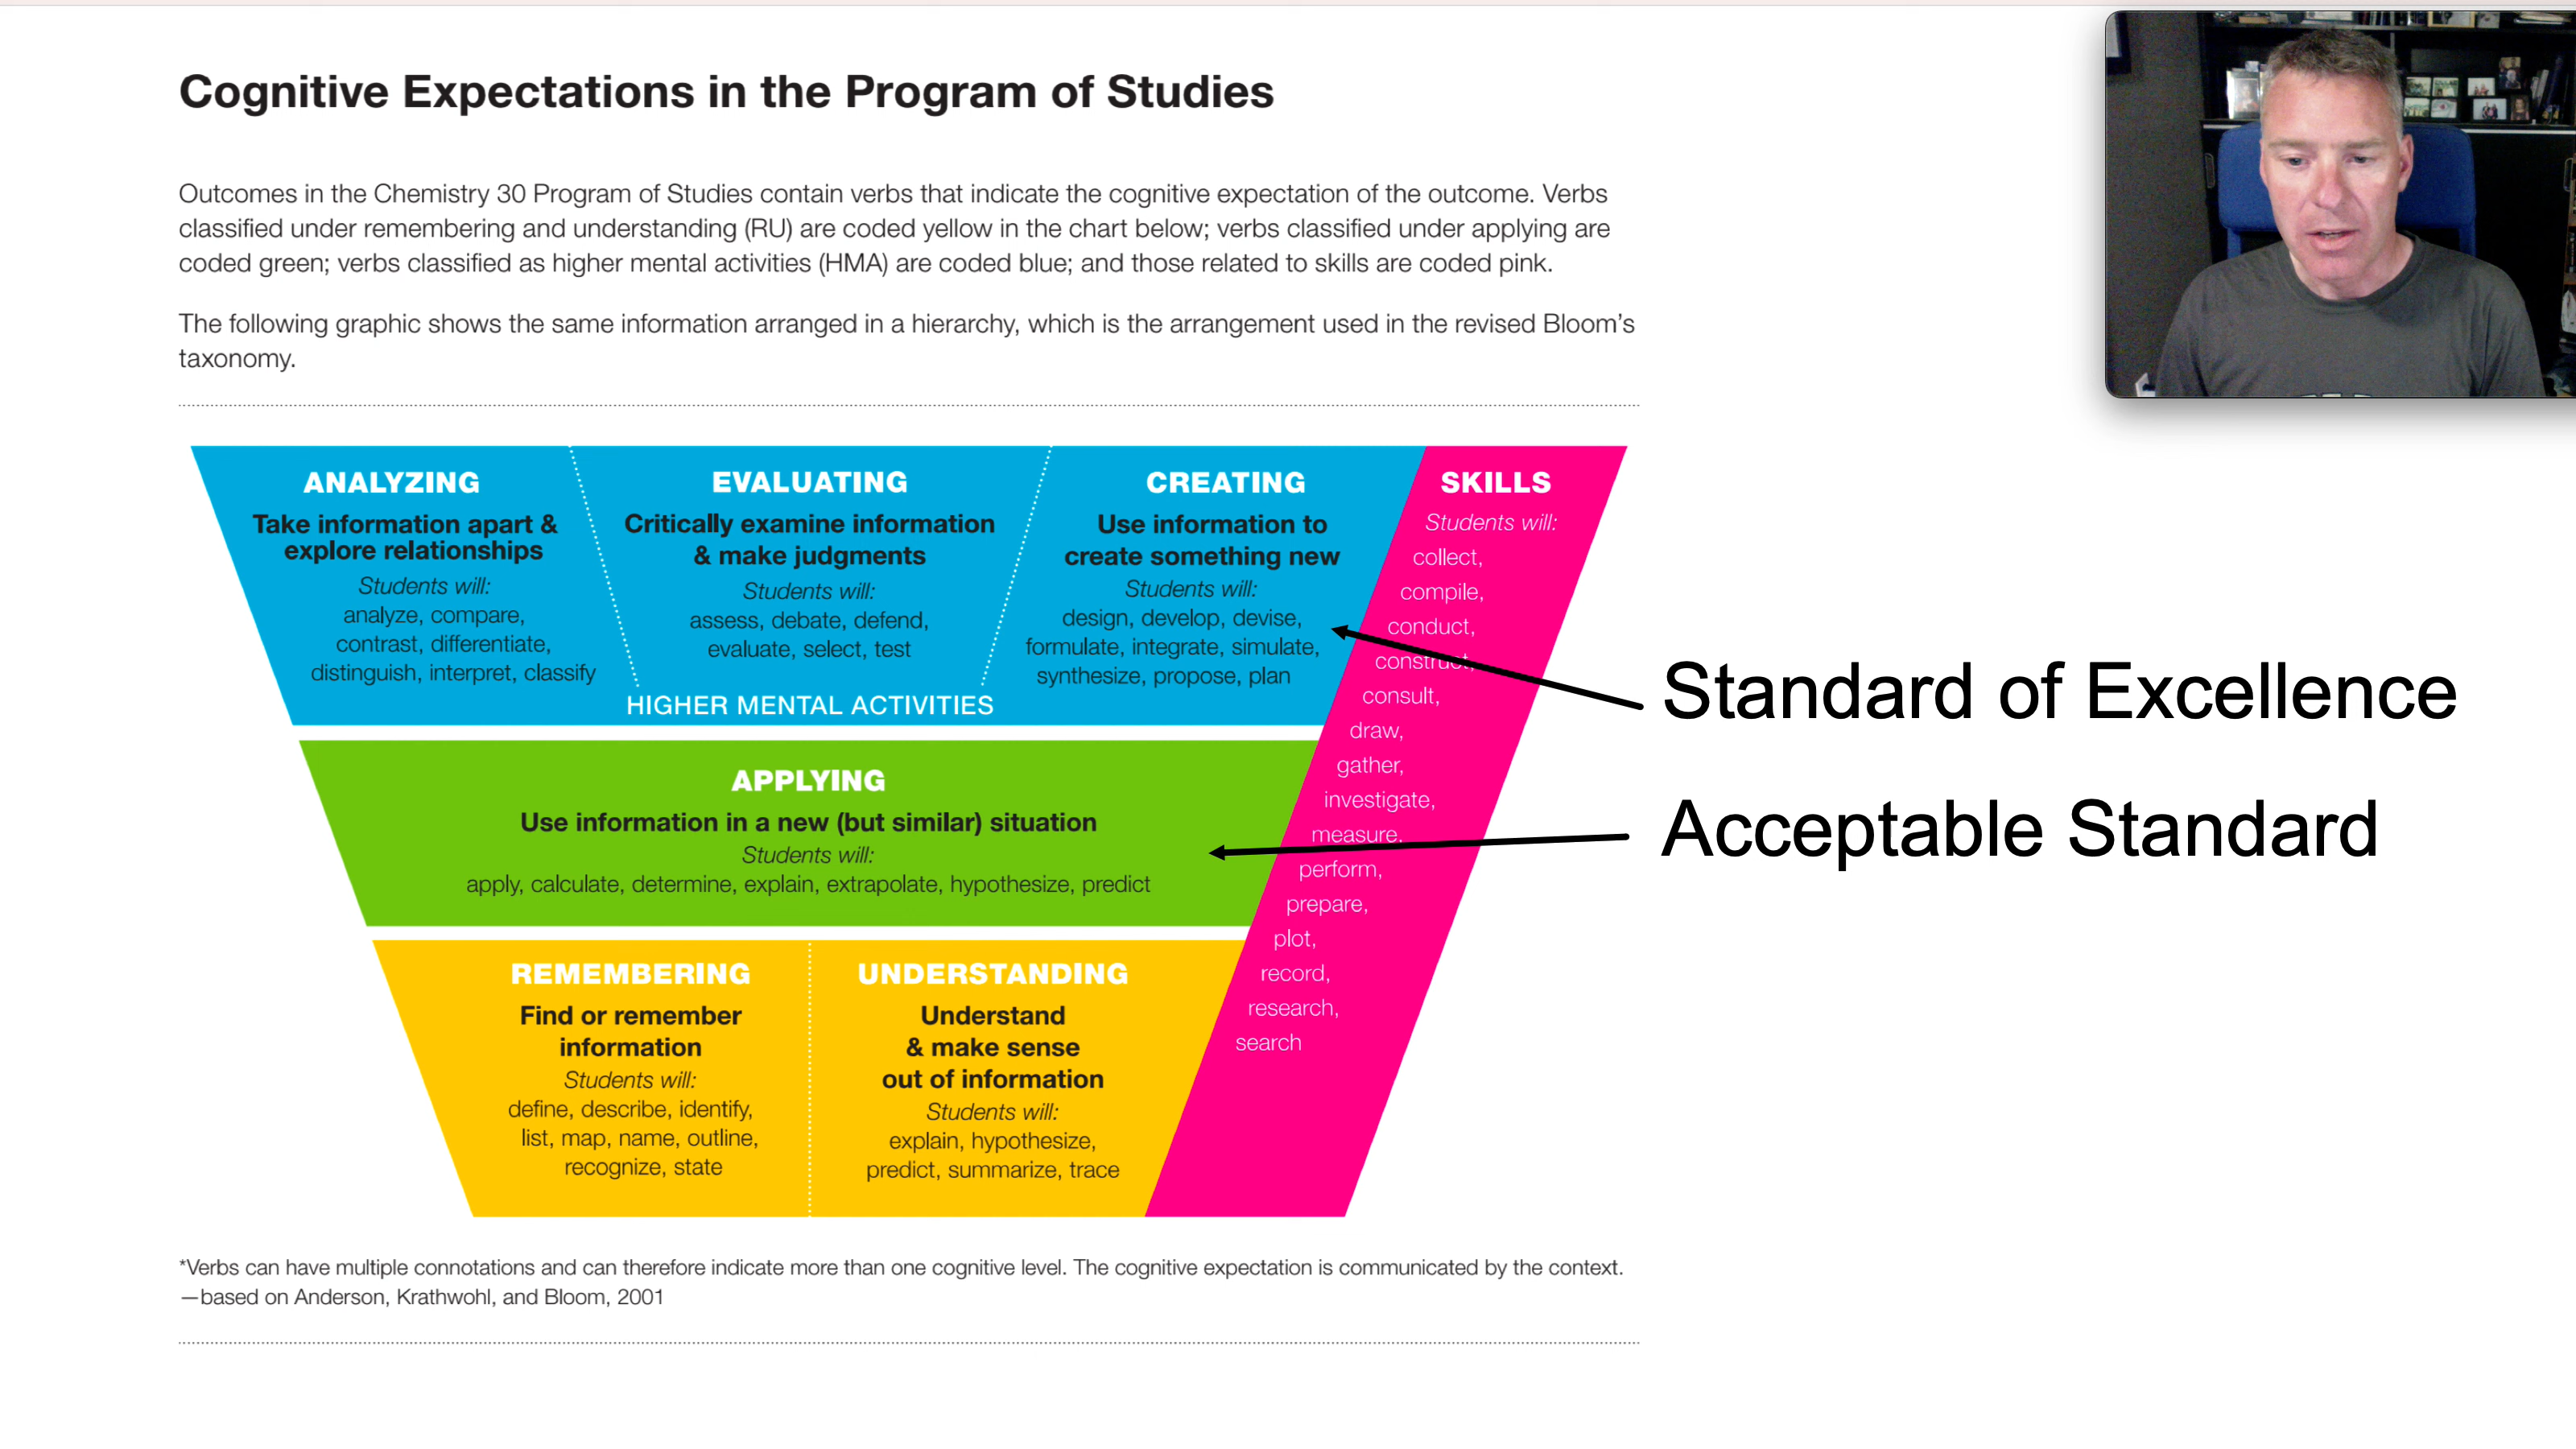 Cognitive Expectations in the Program of Studies
Outcomes in the Chemistry 30 Program of Studies contain verbs that indicate the cognitive expectation of the outcome. Verbs
classified under remembering and understanding (RU) are coded yellow in the chart below; verbs classified under applying are
coded green; verbs classified as higher mental activities (HMA) are coded blue; and those related to skills are coded pink.
The following graphic shows the same information arranged in a hierarchy, which is the arrangement used in the revised Bloom’s
taxonomy.
ANALYZING
Take information apart &
explore relationships
Students will:
analyze, compare,
contrast, differentiate,
distinguish, interpret, classify
EVALUATING
Critically examine information
& make judgments
Students will:
assess, debate, defend,
evaluate, select, test
CREATING
Use information to
create something new
Students will:
design, develop, devise,
formulate, integrate, simulate,
synthesize, propose, plan
HIGHER MENTAL ACTIVITIES
SKILLS
Students will:
collect,
compile,
conduct,
construct,
consult,
draw,
gather,
investigate,
measure,
perform,
prepare,
plot,
record,
research,
search
Standard of Excellence
Acceptable Standard
APPLYING
Use information in a new (but similar) situation
Students will:
apply, calculate, determine, explain, extrapolate, hypothesize, predict
REMEMBERING
Find or remember
information
Students will:
define, describe, identify,
list, map, name, outline,
recognize, state
UNDERSTANDING
Understand
& make sense
out of information
Students will:
explain, hypothesize,
predict, summarize, trace
*Verbs can have multiple connotations and can therefore indicate more than one cognitive level. The cognitive expectation is communicated by the context.
—based on Anderson, Krathwohl, and Bloom, 2001